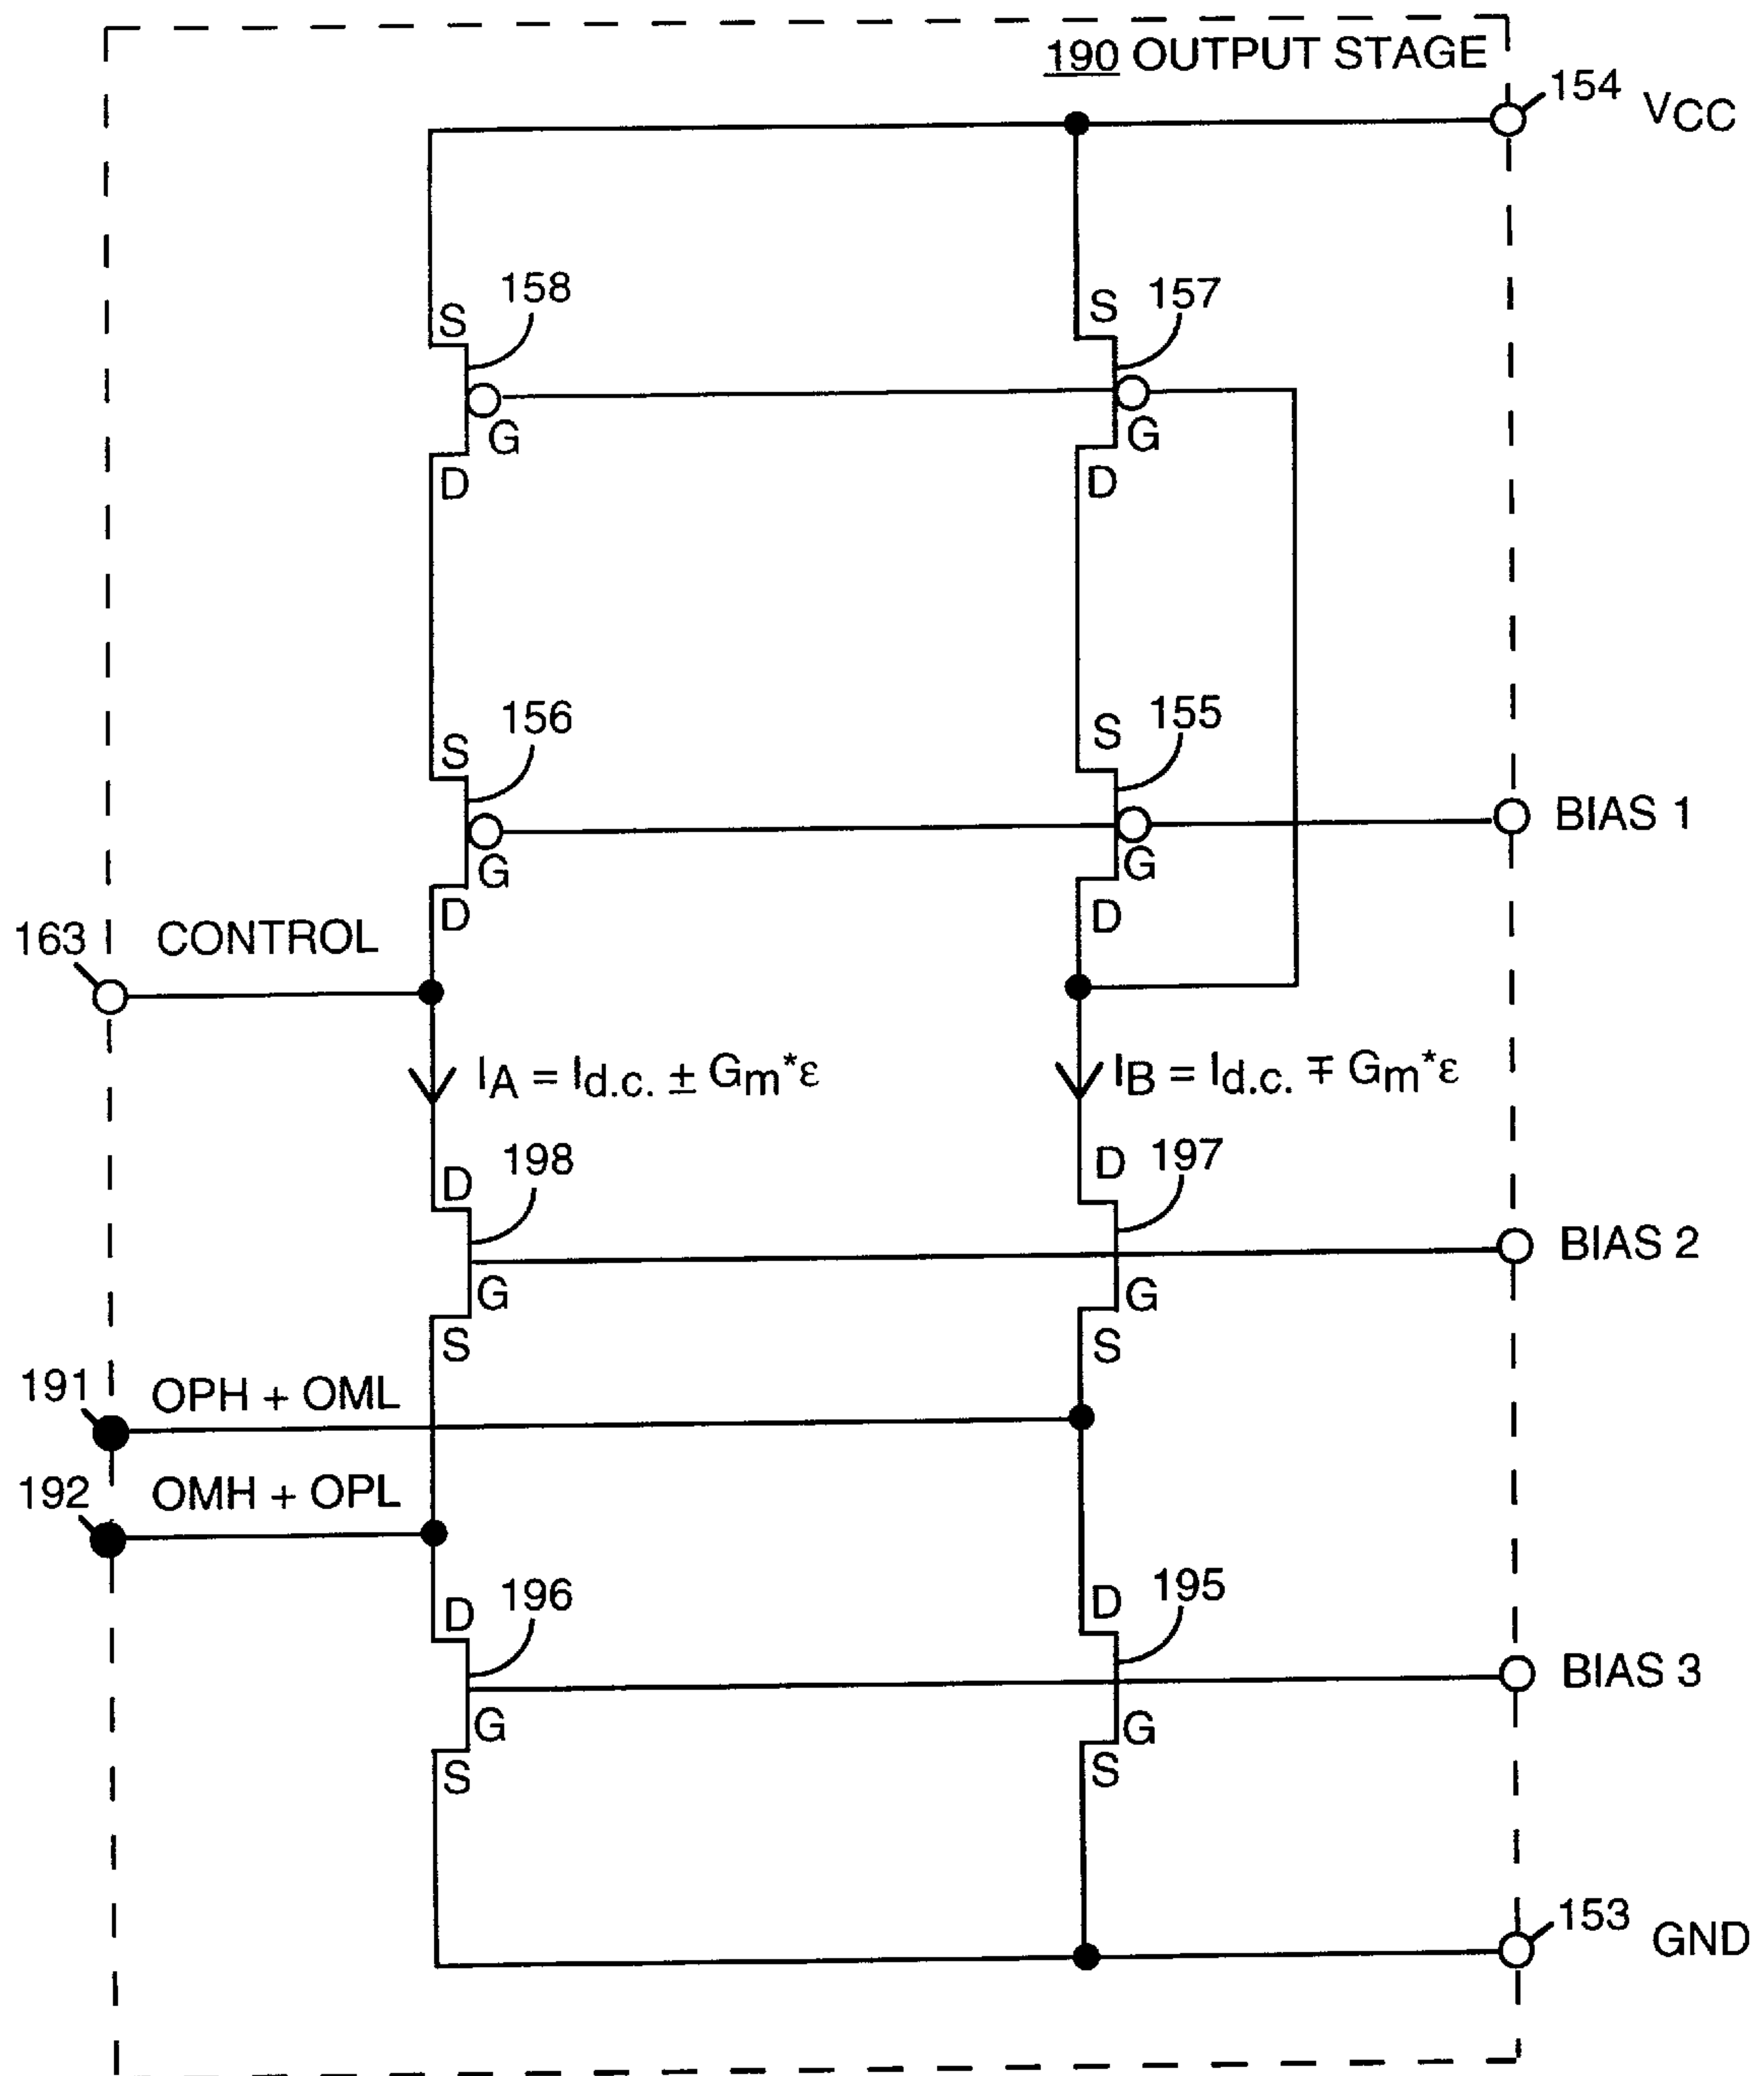 190 OUTPUT STAGE
154 VCC
158
157
S
S
G
G
D
D
156
155
S
S
BIAS 1
G
G
D
D
163
CONTROL
IA = Id.c. ± Gm*ε
IB = Id.c. ∓ Gm*ε
198
197
D
D
BIAS 2
G
G
S
S
191
OPH + OML
192
OMH + OPL
196
195
D
D
BIAS 3
G
G
S
S
153 GND